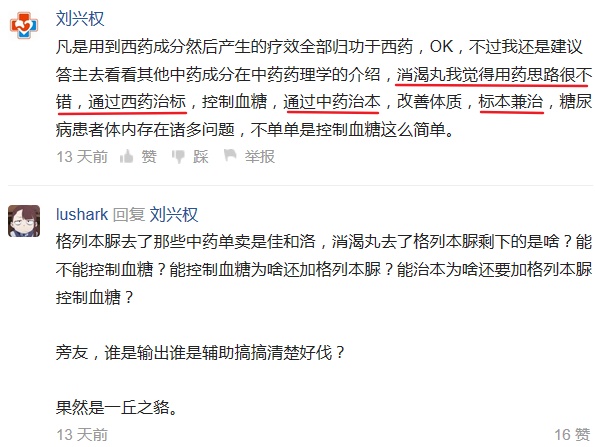 刘兴权
凡是用到西药成分然后产生的疗效全部归功于西药，OK，不过我还是建议
答主去看看其他中药成分在中药药理学的介绍，消渴丸我觉得用药思路很不
错，通过西药治标，控制血糖，通过中药治本，改善体质，标本兼治，糖尿
病患者体内存在诸多问题，不单单是控制血糖这么简单。
13 天前 赞 踩 举报
lushark 回复 刘兴权
格列本脲去了那些中药单卖是佳和洛，消渴丸去了格列本脲剩下的是啥？能
不能控制血糖？能控制血糖为啥还加格列本脲？能治本为啥还要加格列本脲
控制血糖？
旁友，谁是输出谁是辅助搞搞清楚好伐？
果然是一丘之貉。
13 天前 16 赞